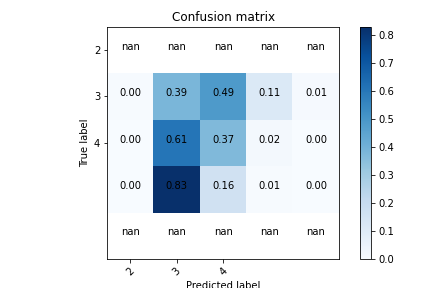 Confusion matrix
2 nan nan nan nan nan
3 0.00 0.39 0.49 0.11 0.01
4 0.00 0.61 0.37 0.02 0.00
0.00 0.83 0.16 0.01 0.00
nan nan nan nan nan
2 3 4
True label
Predicted label
0.8
0.7
0.6
0.5
0.4
0.3
0.2
0.1
0.0